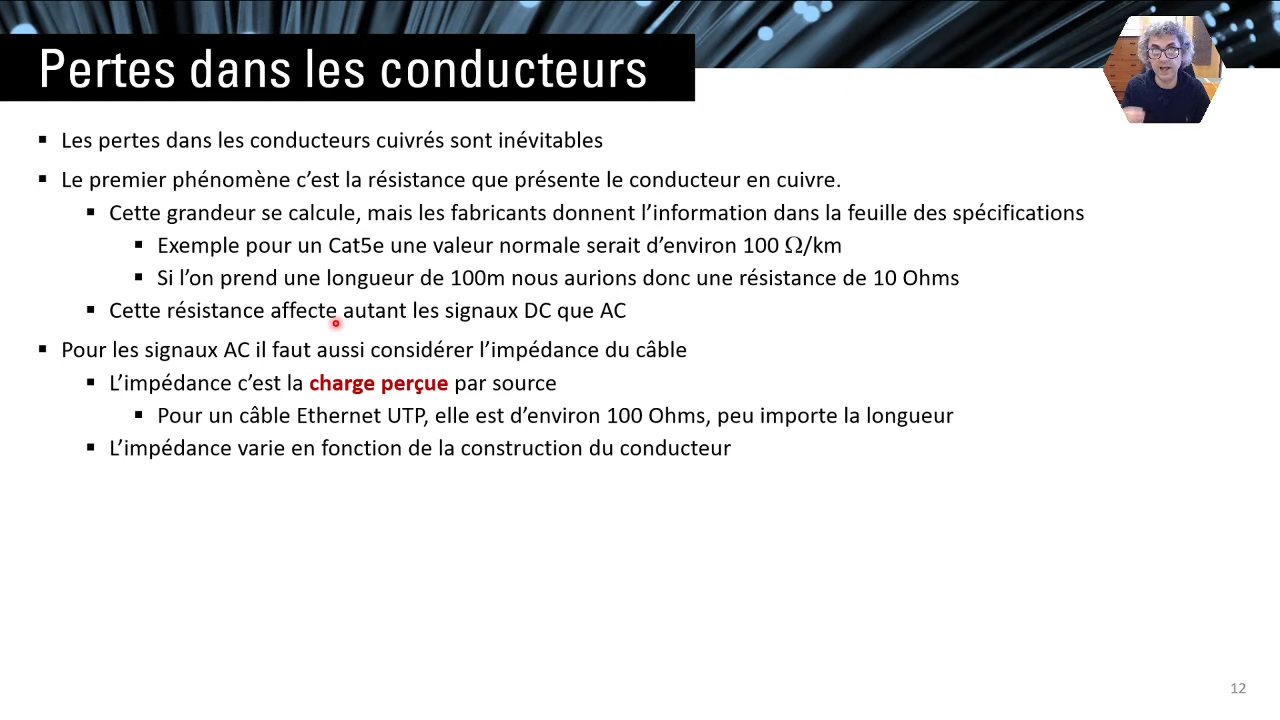 Pertes dans les conducteurs
Les pertes dans les conducteurs cuivrés sont inévitables
Le premier phénomène c’est la résistance que présente le conducteur en cuivre.
Cette grandeur se calcule, mais les fabricants donnent l’information dans la feuille des spécifications
Exemple pour un Cat5e une valeur normale serait d’environ 100 Ω/km
Si l’on prend une longueur de 100m nous aurions donc une résistance de 10 Ohms
Cette résistance affecte autant les signaux DC que AC
Pour les signaux AC il faut aussi considérer l’impédance du câble
L’impédance c’est la charge perçue par source
Pour un câble Ethernet UTP, elle est d’environ 100 Ohms, peu importe la longueur
L’impédance varie en fonction de la construction du conducteur
12